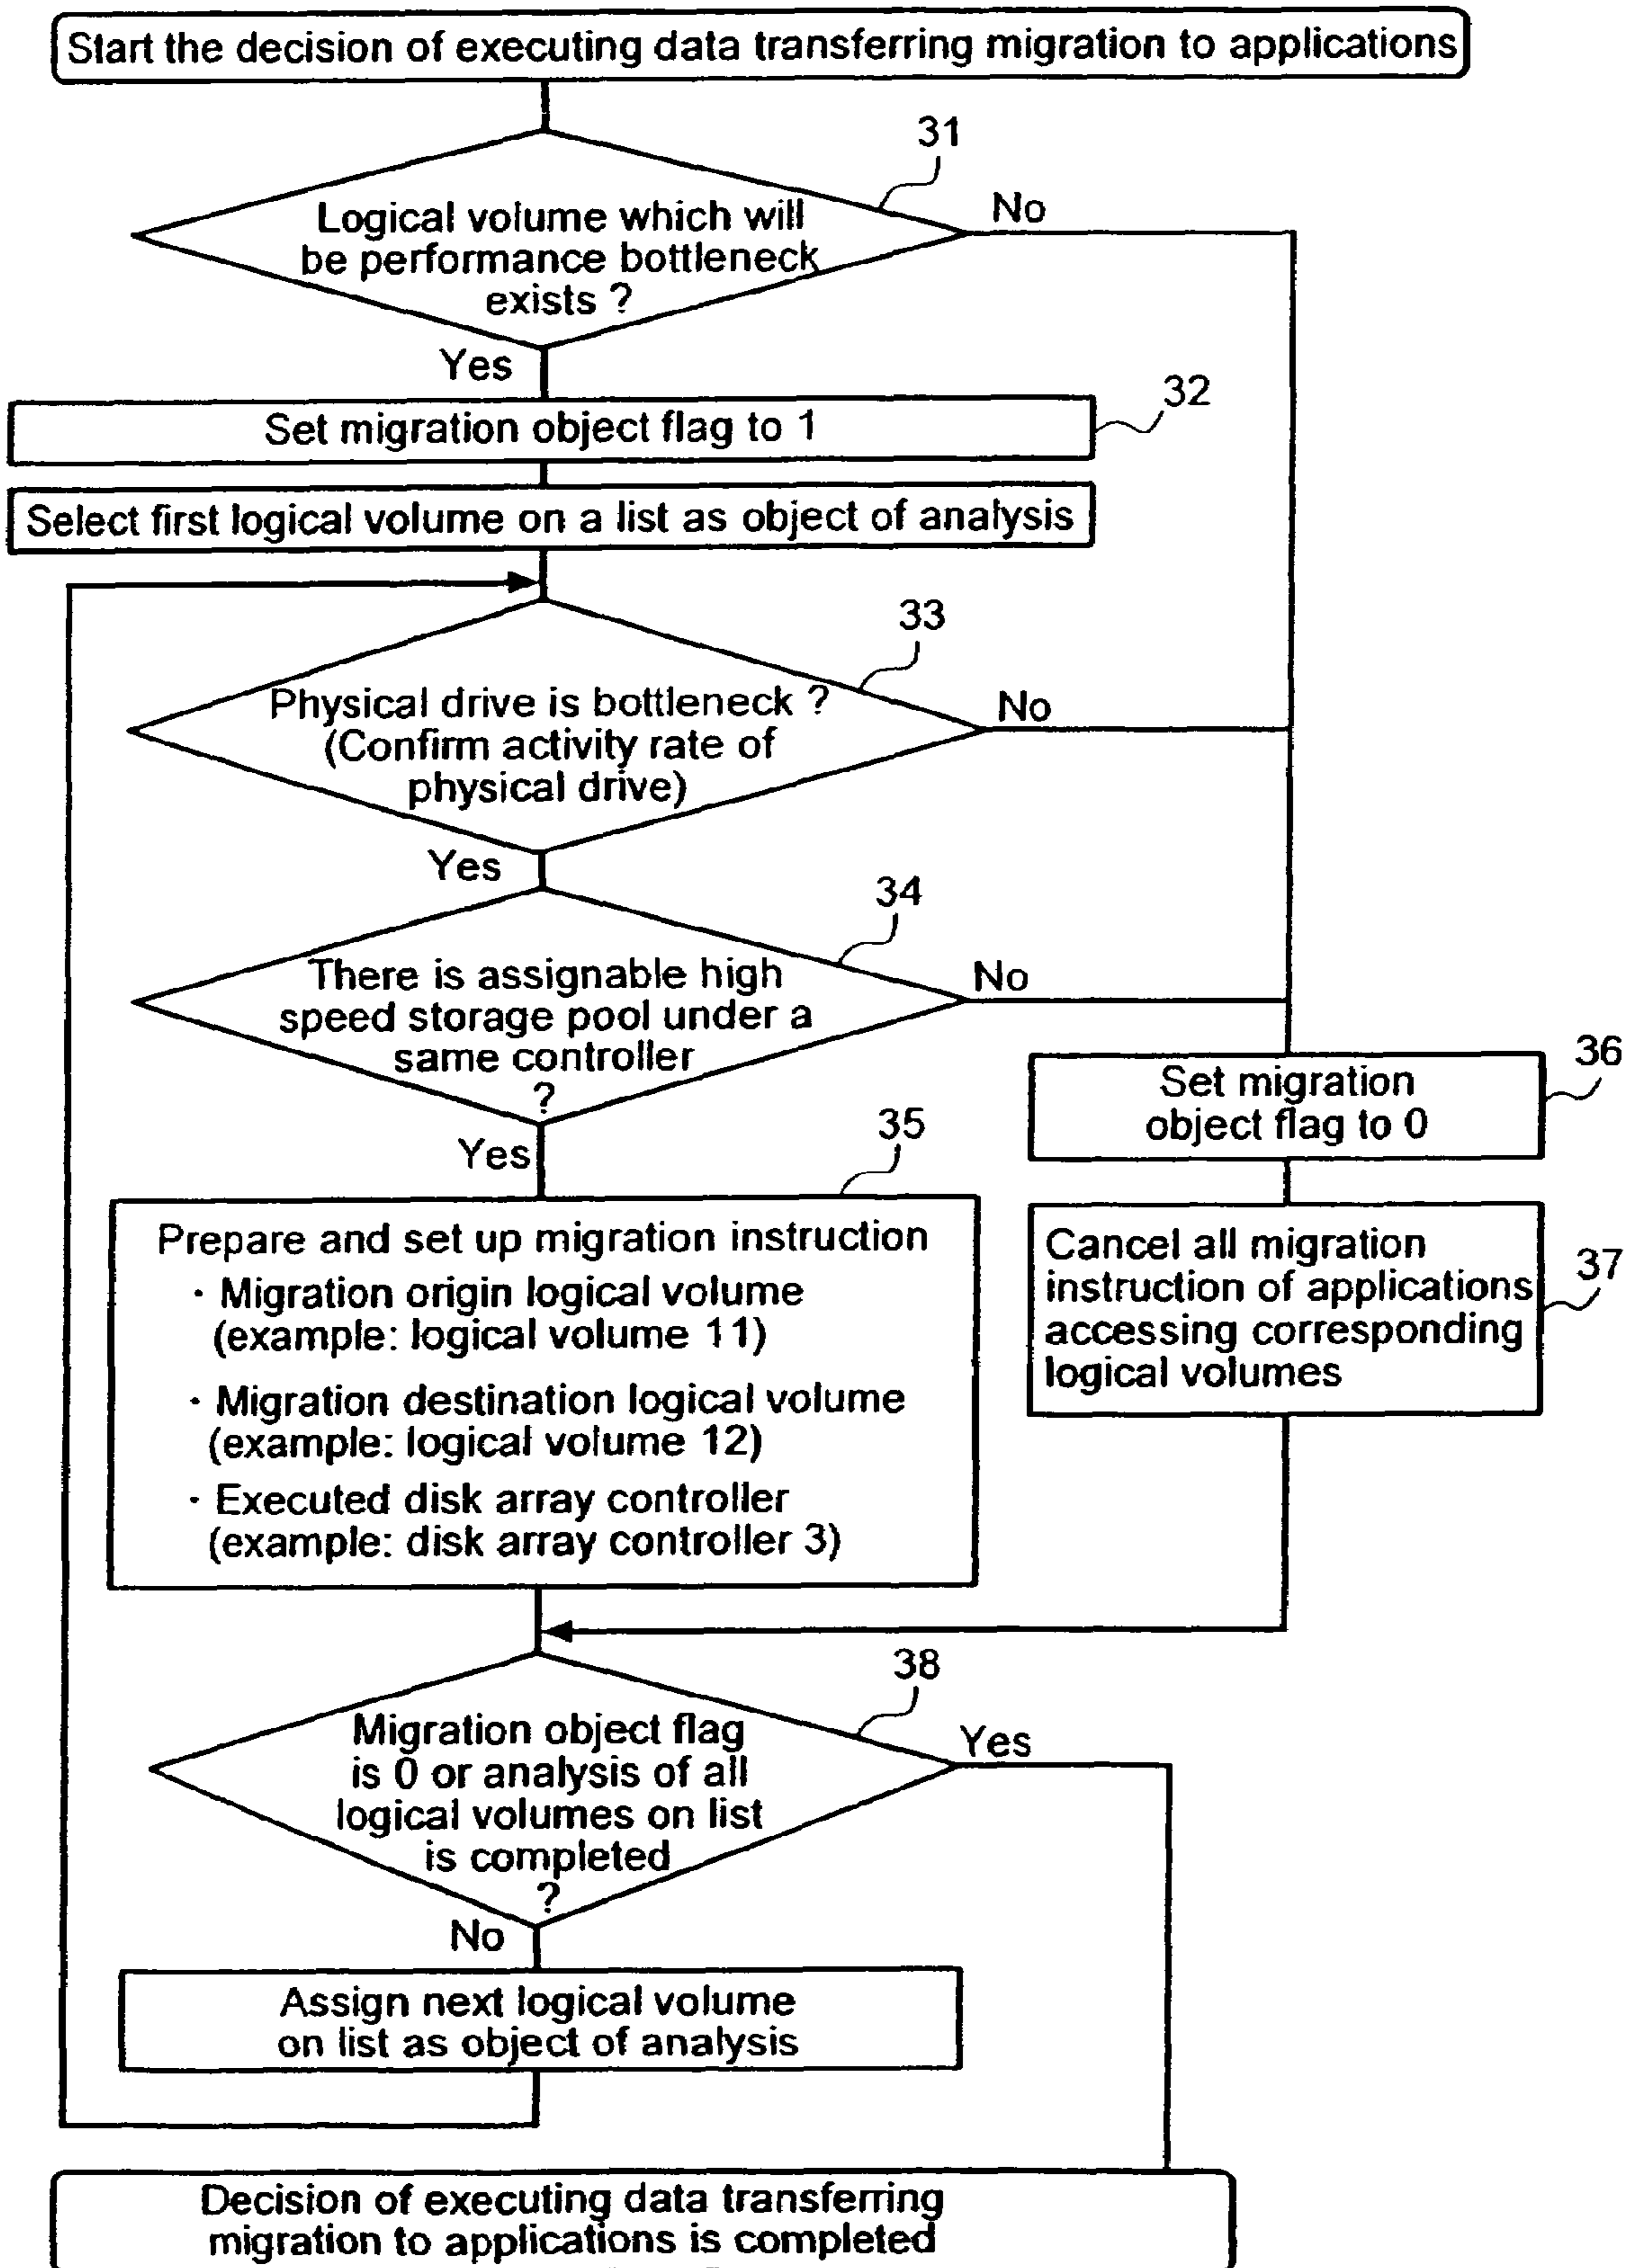 Start the decision of executing data transferring migration to applications
31
Logical volume which will
be performance bottleneck
exists ?
No
Yes
32
Set migration object flag to 1
Select first logical volume on a list as object of analysis
33
Physical drive is bottleneck ?
(Confirm activity rate of
physical drive)
No
Yes
34
There is assignable high
speed storage pool under a
same controller
?
No
Yes
36
Set migration
object flag to 0
35
Prepare and set up migration instruction
· Migration origin logical volume
(example: logical volume 11)
· Migration destination logical volume
(example: logical volume 12)
· Executed disk array controller
(example: disk array controller 3)
37
Cancel all migration
instruction of applications
accessing corresponding
logical volumes
38
Migration object flag
is 0 or analysis of all
logical volumes on list
is completed
?
Yes
No
Assign next logical volume
on list as object of analysis
Decision of executing data transferring
migration to applications is completed